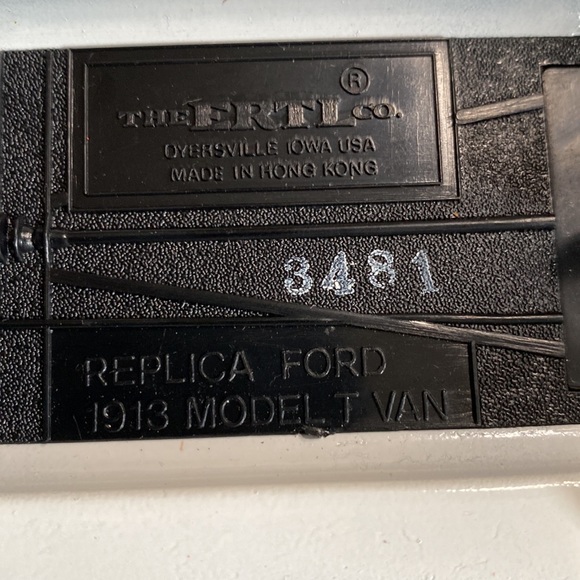 ®
THE ERTL CO.
DYERSVILLE IOWA USA
MADE IN HONG KONG
3481
REPLICA FORD
1913 MODEL T VAN